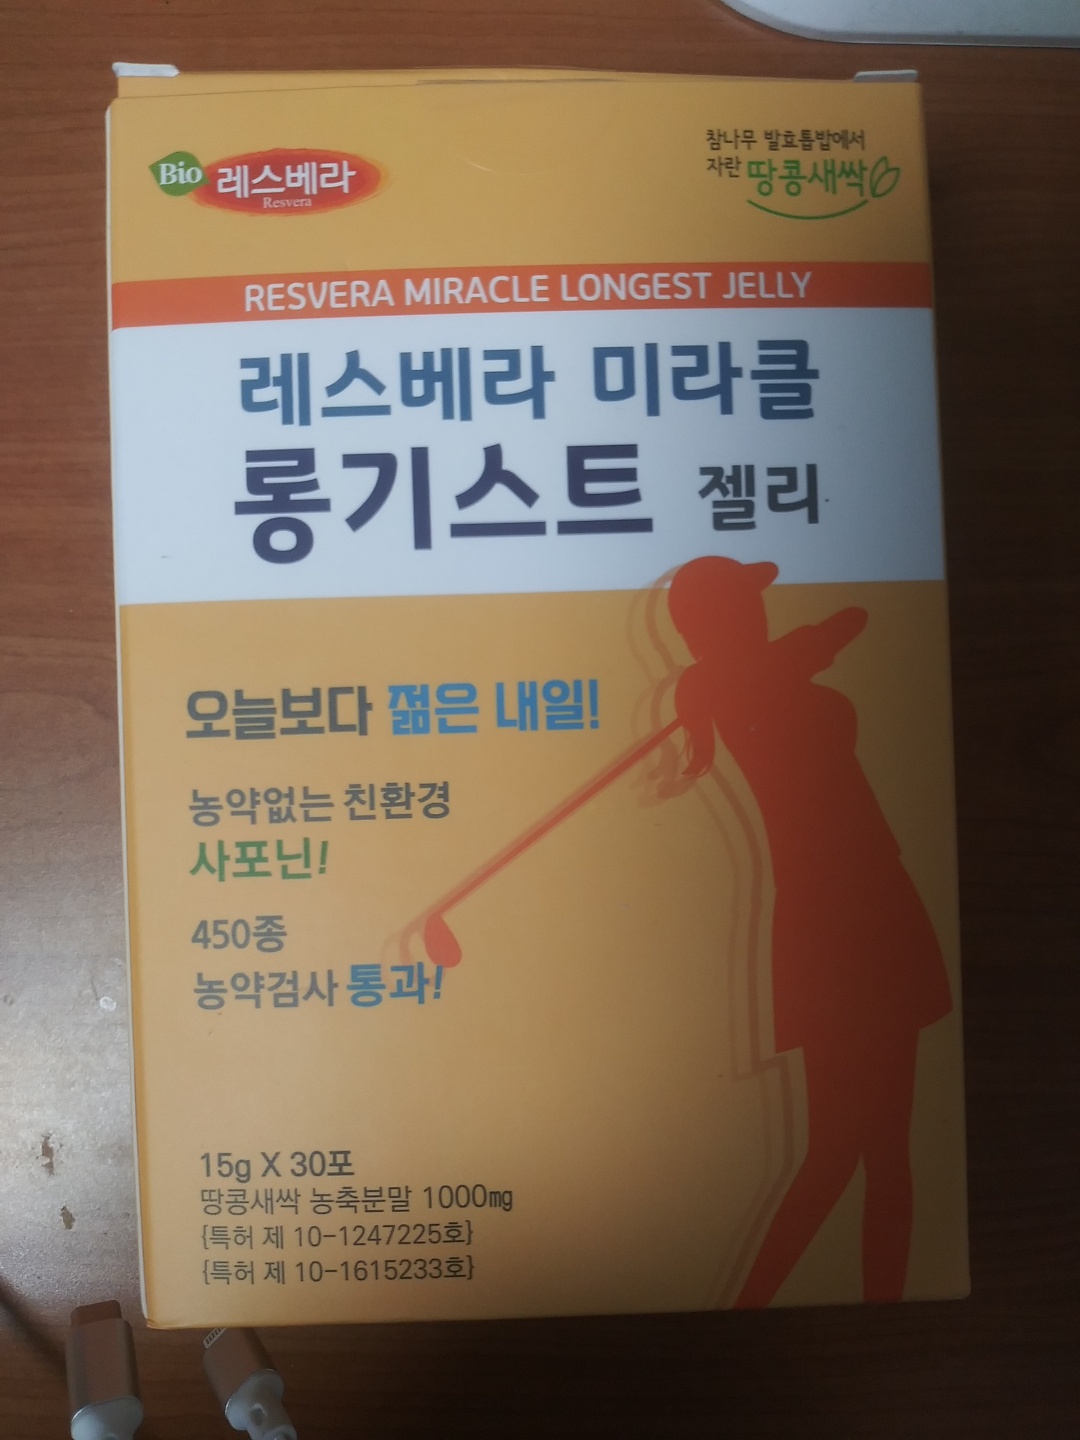 Bio 레스베라
Resvera
참나무 발효톱밥에서
자란 땅콩새싹
RESVERA MIRACLE LONGEST JELLY
레스베라 미라클
롱기스트 젤리
오늘보다 젊은 내일!
농약없는 친환경
사포닌!
450종
농약검사 통과!
15g X 30포
땅콩새싹 농축분말 1000㎎
{특허 제 10-1247225호}
{특허 제 10-1615233호}